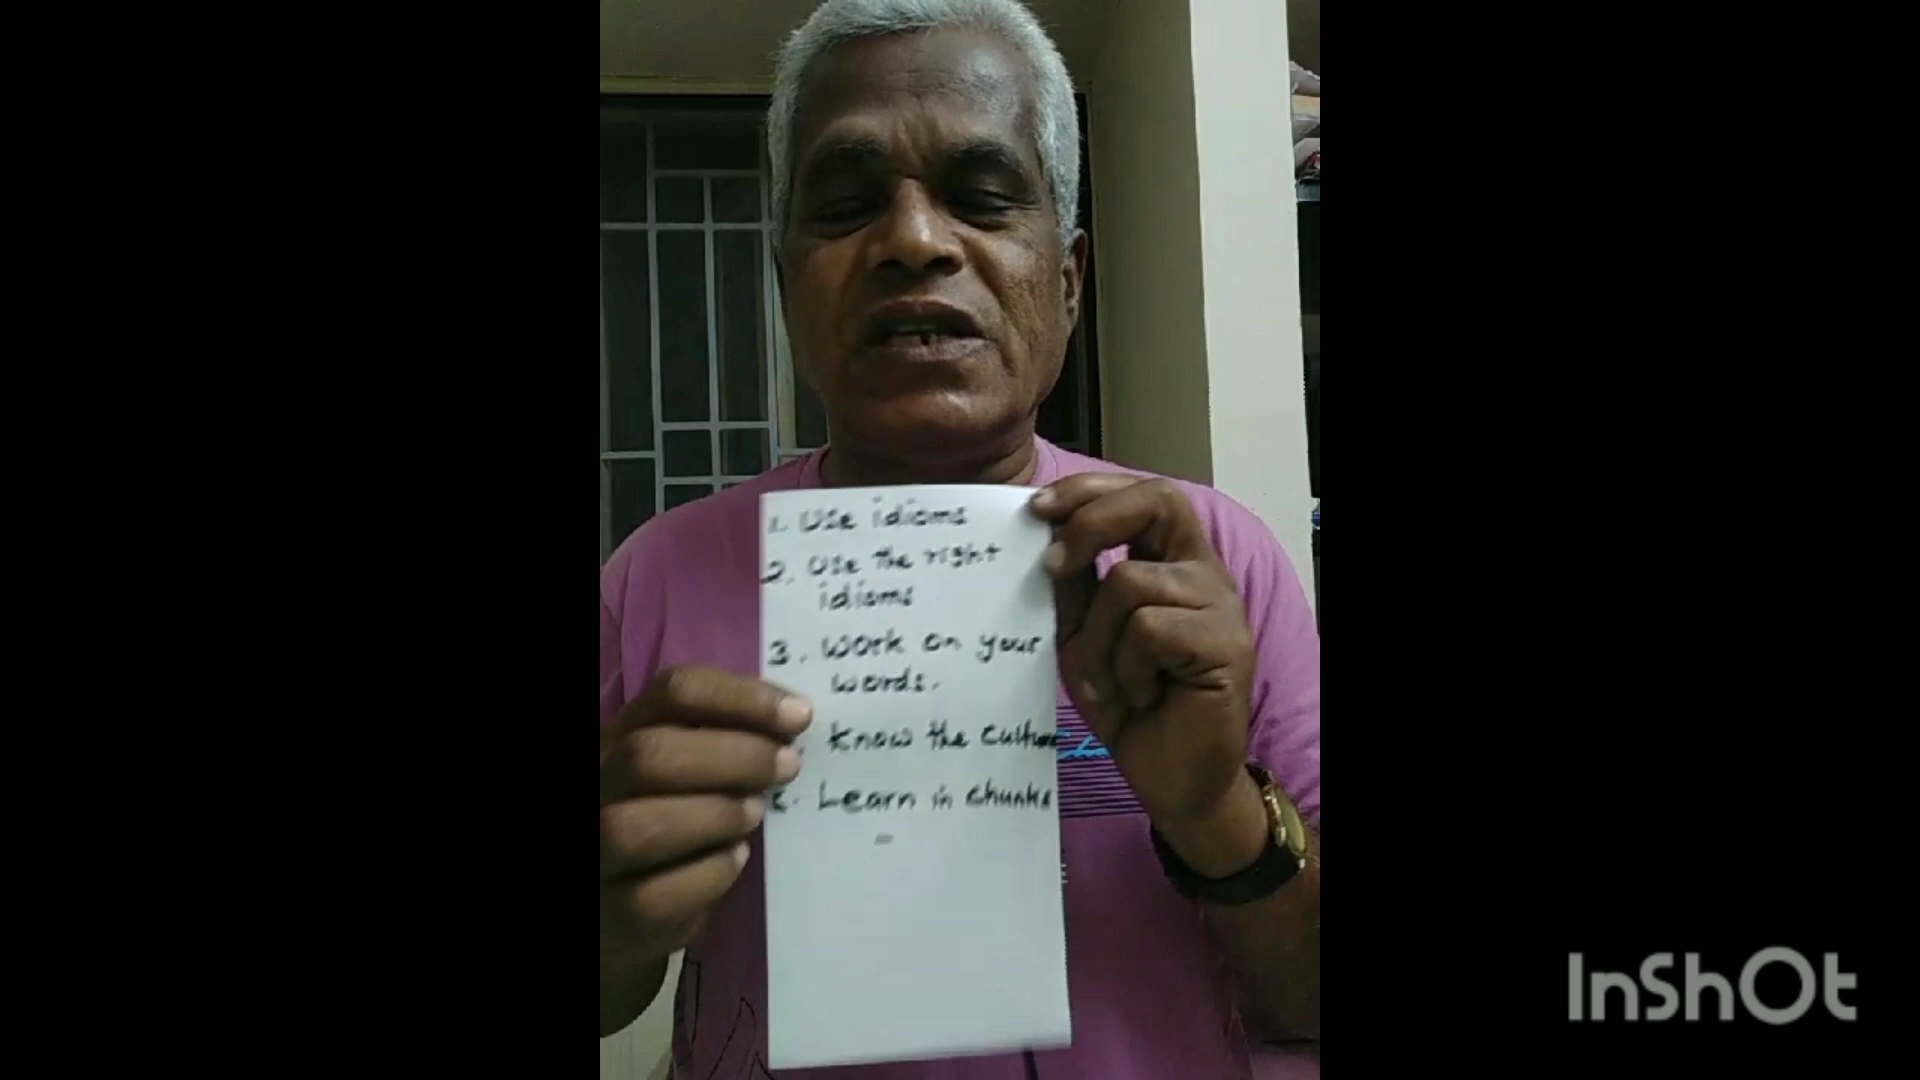 1. Use idioms
2. Use the right
idioms
3. Work on your
words.
. Know the culture
. Learn in chunks
InShOt